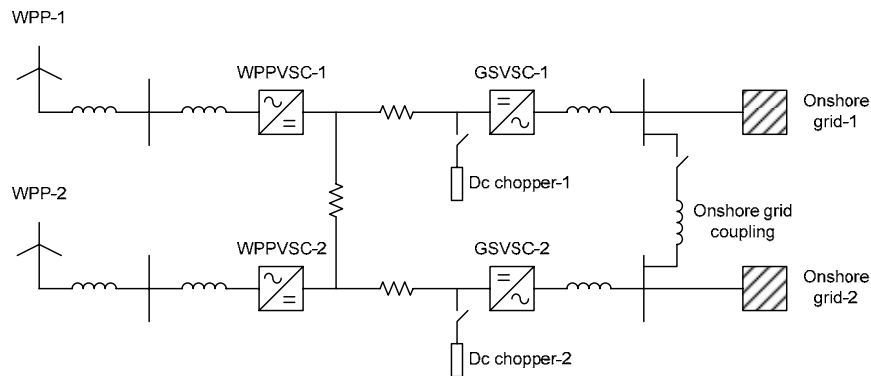 WPP-1
WPPVSC-1
GSVSC-1
Onshore
grid-1
Dc chopper-1
WPP-2
Onshore grid
coupling
WPPVSC-2
GSVSC-2
Onshore
grid-2
Dc chopper-2